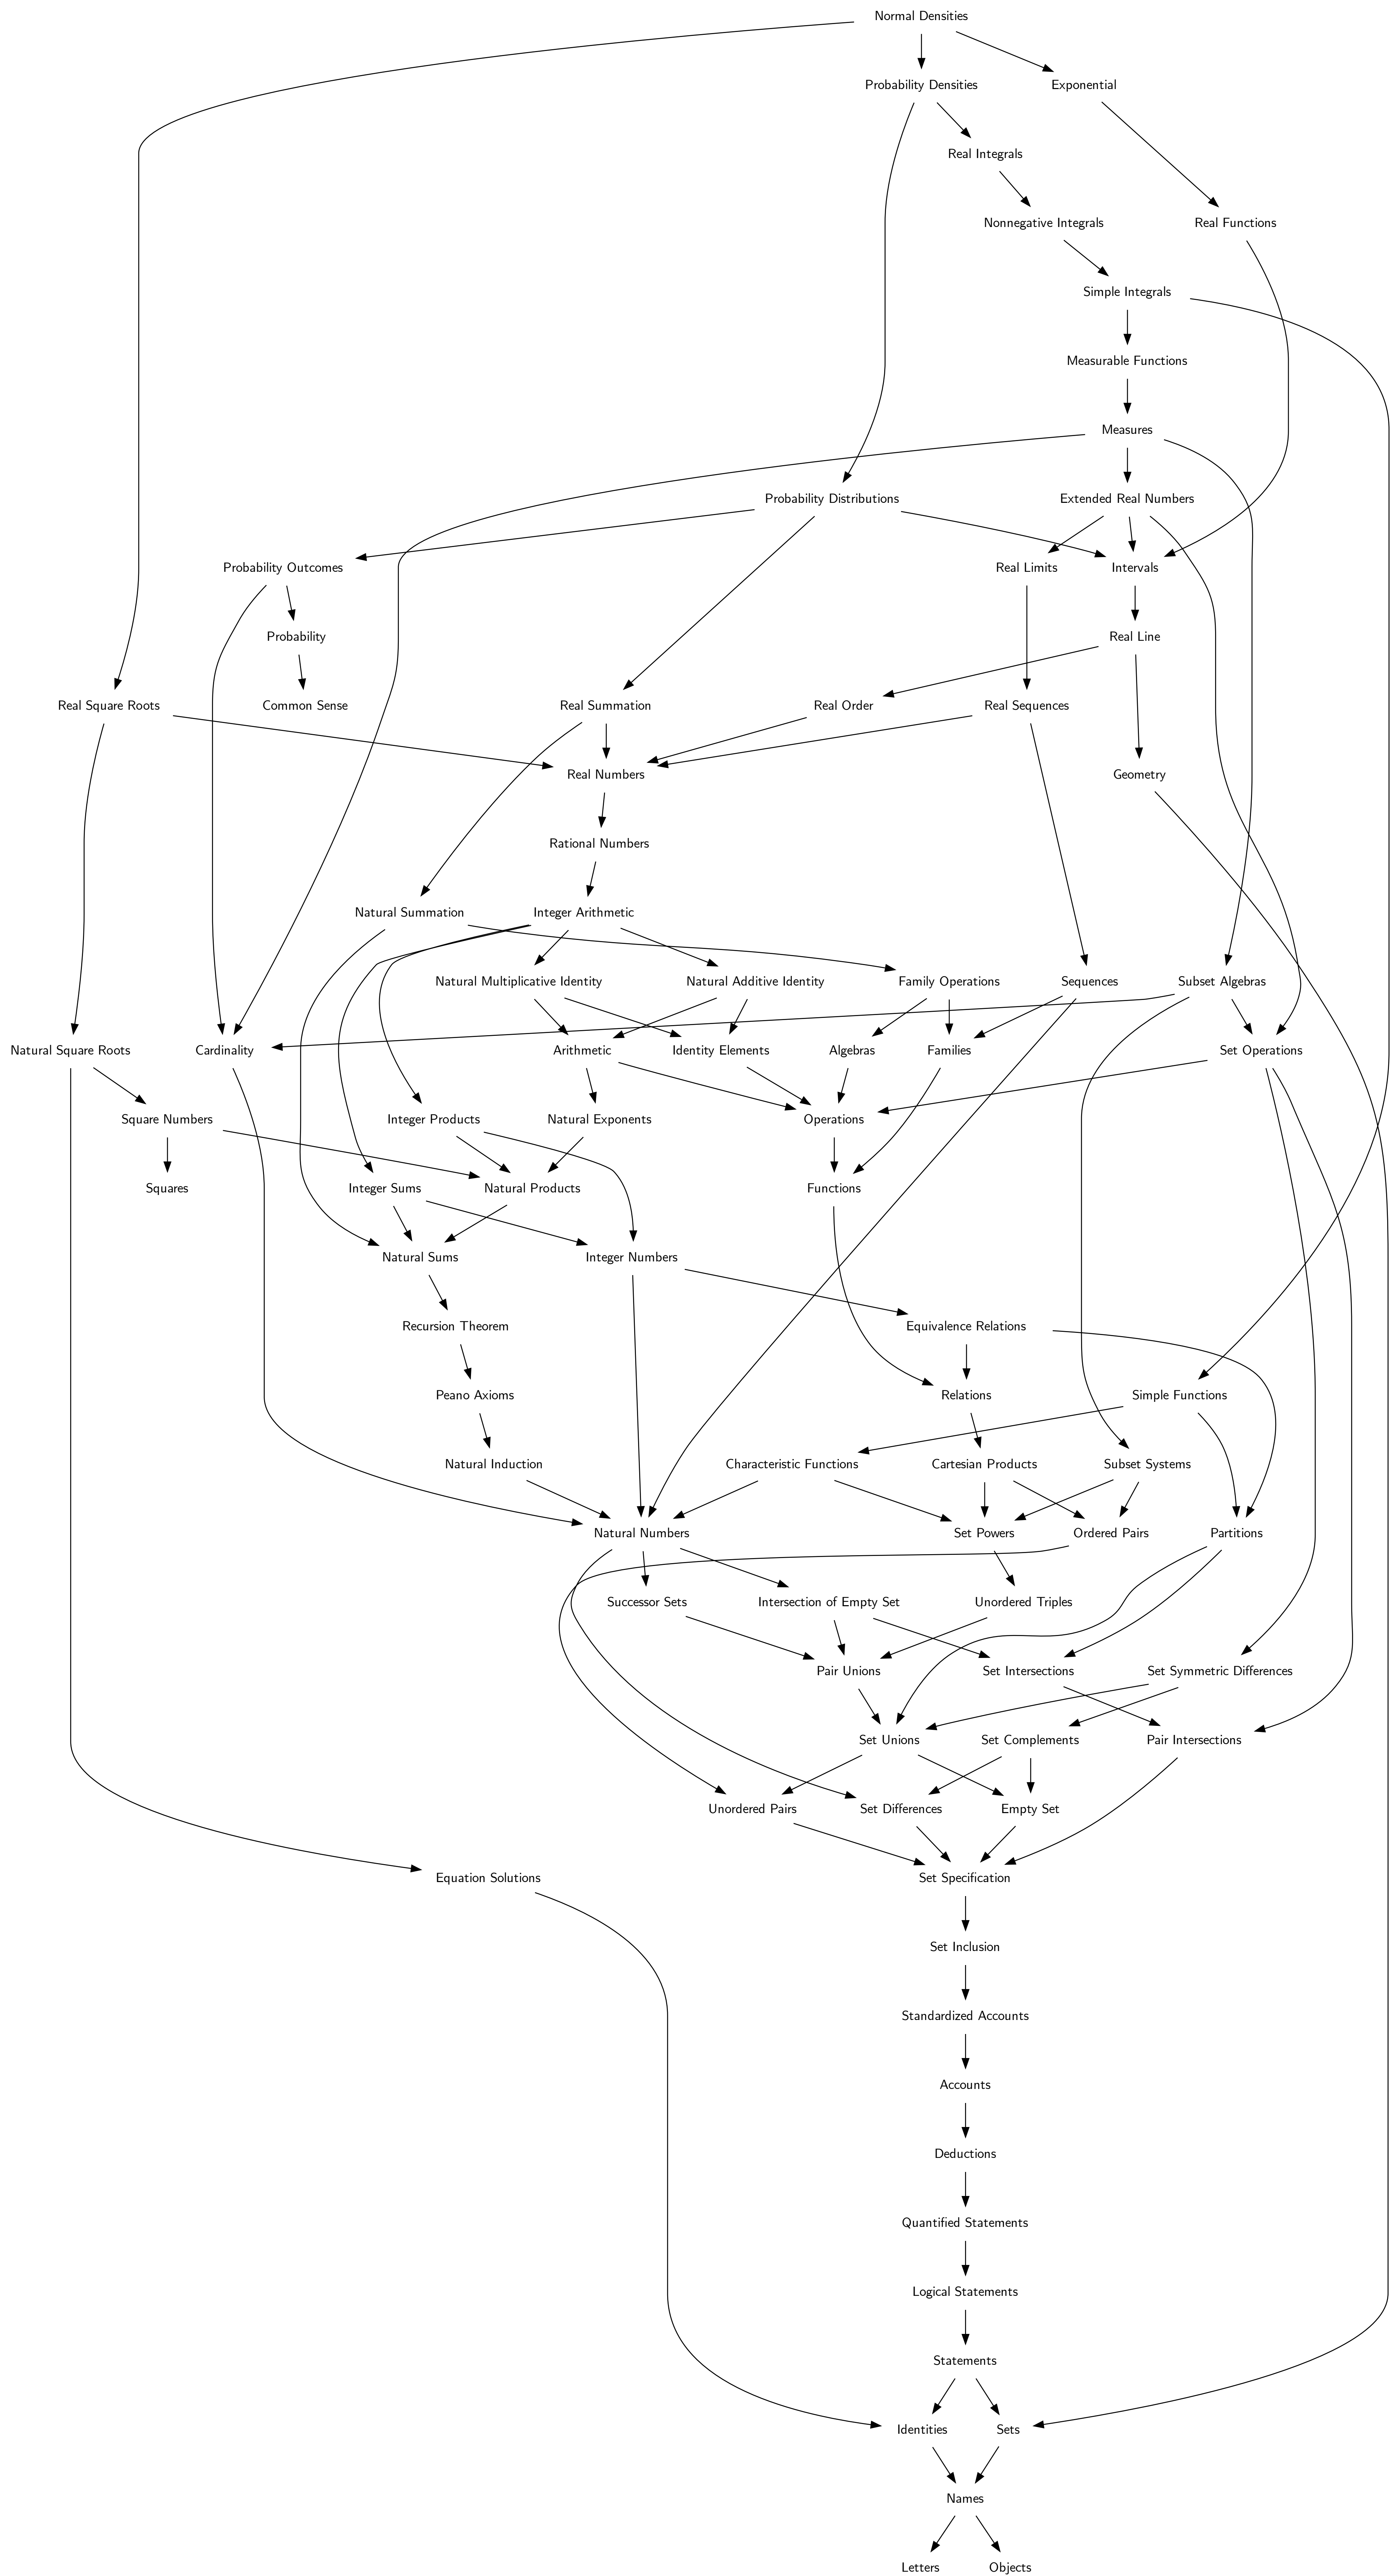 Normal Densities
Probability Densities
Exponential
Real Integrals
Nonnegative Integrals
Real Functions
Simple Integrals
Measurable Functions
Measures
Probability Distributions
Extended Real Numbers
Probability Outcomes
Real Limits
Intervals
Probability
Real Line
Real Square Roots
Common Sense
Real Summation
Real Order
Real Sequences
Real Numbers
Geometry
Rational Numbers
Natural Summation
Integer Arithmetic
Natural Multiplicative Identity
Natural Additive Identity
Family Operations
Sequences
Subset Algebras
Natural Square Roots
Cardinality
Arithmetic
Identity Elements
Algebras
Families
Set Operations
Square Numbers
Integer Products
Natural Exponents
Operations
Squares
Integer Sums
Natural Products
Functions
Natural Sums
Integer Numbers
Recursion Theorem
Equivalence Relations
Peano Axioms
Relations
Simple Functions
Natural Induction
Characteristic Functions
Cartesian Products
Subset Systems
Natural Numbers
Set Powers
Ordered Pairs
Partitions
Successor Sets
Intersection of Empty Set
Unordered Triples
Pair Unions
Set Intersections
Set Symmetric Differences
Set Unions
Set Complements
Pair Intersections
Unordered Pairs
Set Differences
Empty Set
Equation Solutions
Set Specification
Set Inclusion
Standardized Accounts
Accounts
Deductions
Quantified Statements
Logical Statements
Statements
Identities
Sets
Names
Letters
Objects